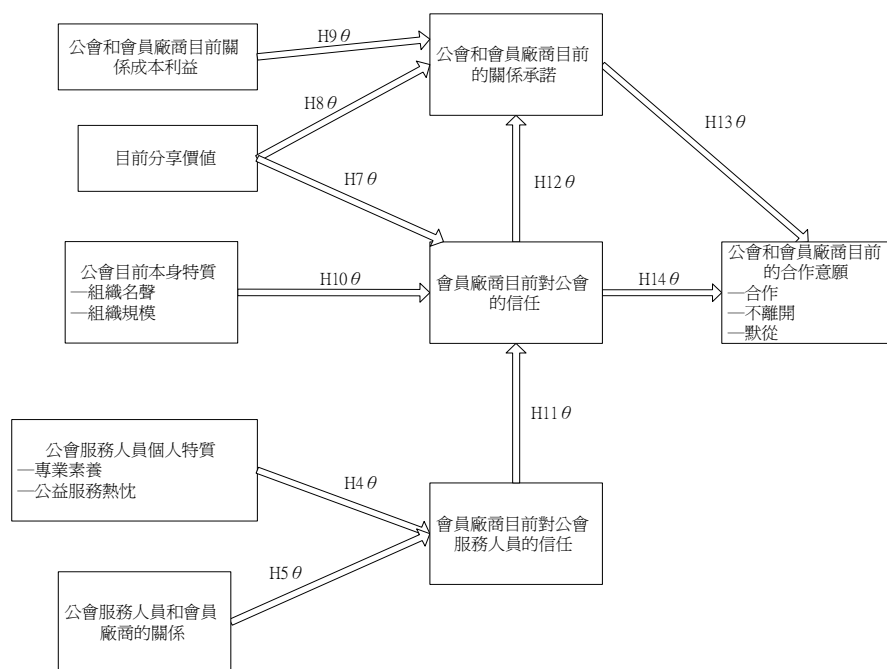 公會和會員廠商目前關
係成本利益
H9θ
公會和會員廠商目前
的關係承諾
H8θ
H13θ
目前分享價值
H7θ
H12θ
公會目前本身特質
—組織名聲
—組織規模
H10θ
會員廠商目前對公會
的信任
H14θ
公會和會員廠商目前
的合作意願
—合作
—不離開
—默從
H11θ
公會服務人員個人特質
—專業素養
—公益服務熱忱
H4θ
會員廠商目前對公會
服務人員的信任
H5θ
公會服務人員和會員
廠商的關係